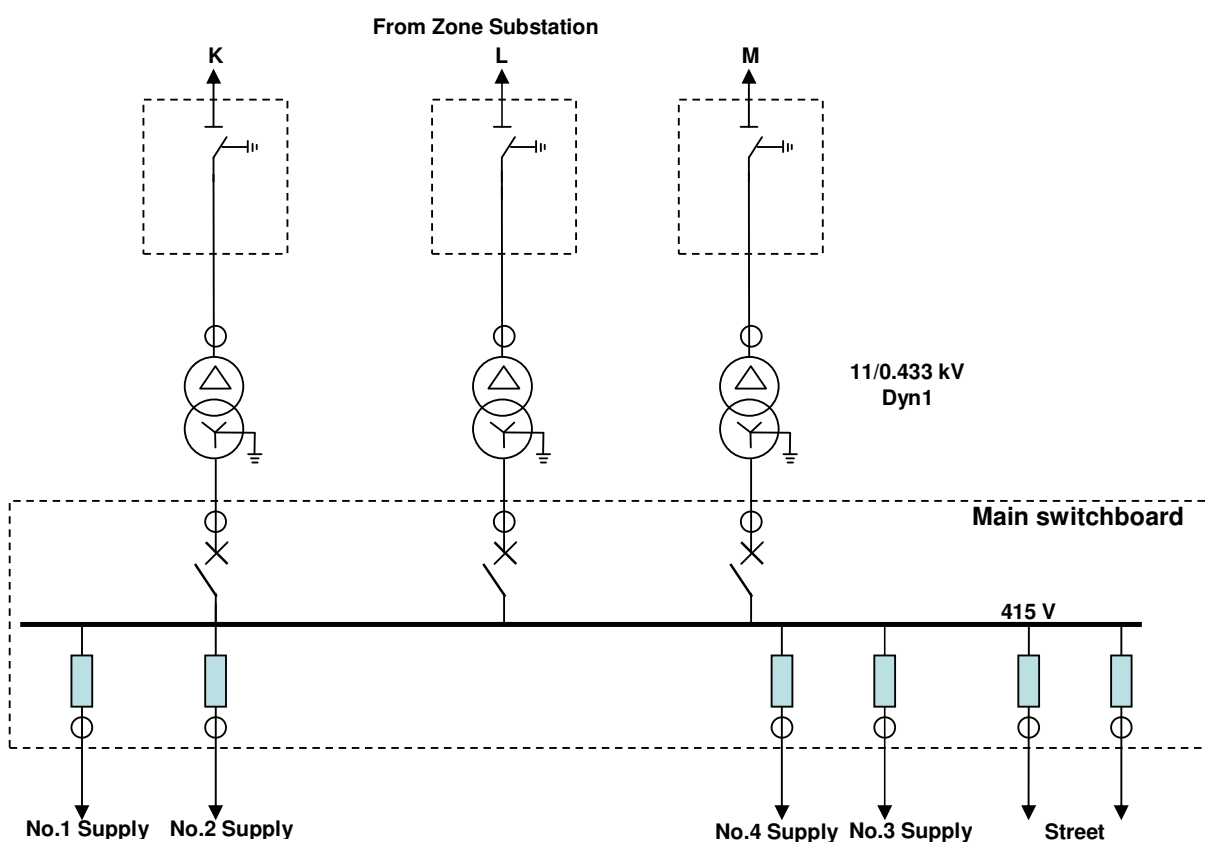 From Zone Substation
K
L
M
11/0.433 kV
Dyn1
Main switchboard
415 V
No.1 Supply
No.2 Supply
No.4 Supply
No.3 Supply
Street